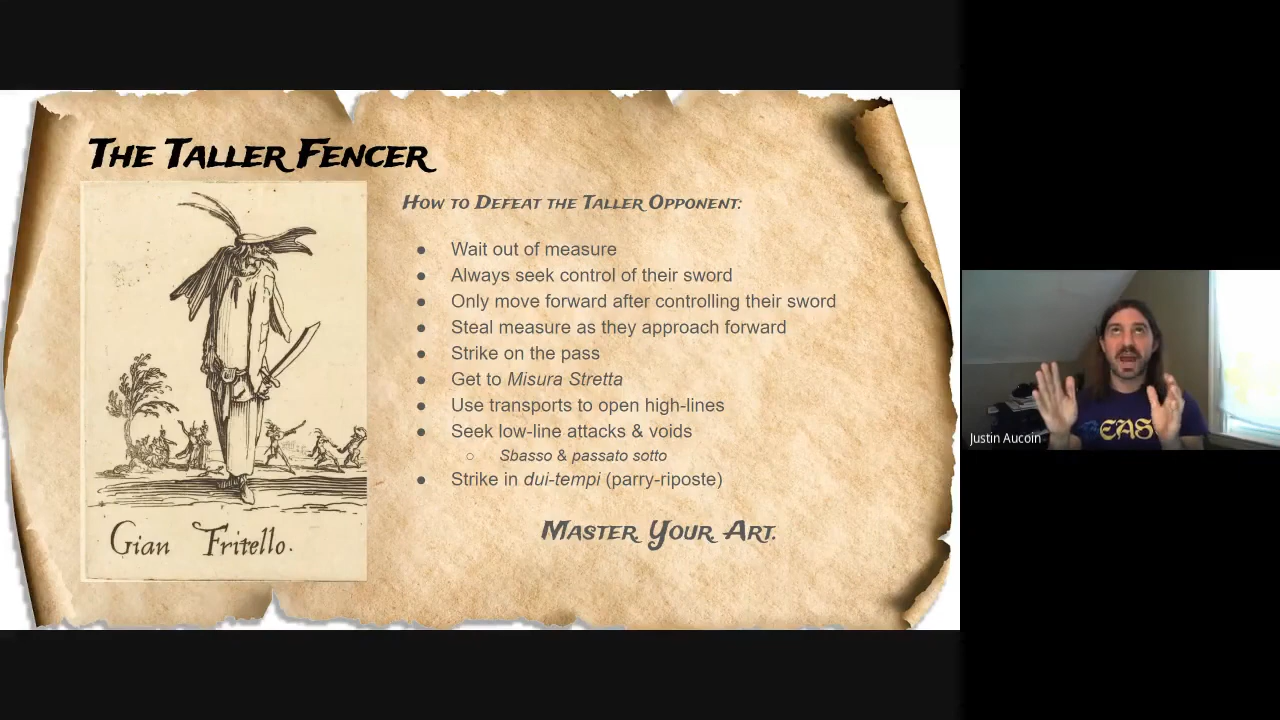 The Taller Fencer
How to Defeat the Taller Opponent:
● Wait out of measure
● Always seek control of their sword
● Only move forward after controlling their sword
● Steal measure as they approach forward
● Strike on the pass
● Get to Misura Stretta
● Use transports to open high-lines
● Seek low-line attacks & voids
○ Sbasso & passato sotto
● Strike in dui-tempi (parry-riposte)
Master Your Art.
Gian Fritello.
Justin Aucoin